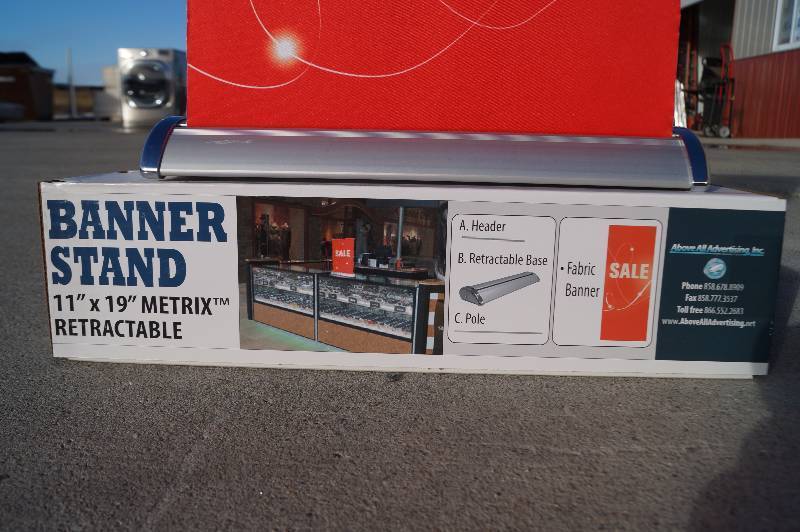 BANNER
STAND
11" x 19" METRIX™
RETRACTABLE
SALE
A. Header
B. Retractable Base
C. Pole
• Fabric
Banner
SALE
Above All Advertising, Inc.
Phone 858.678.8909
Fax 858.777.3537
Toll free 866.552.2683
www.AboveAllAdvertising.net